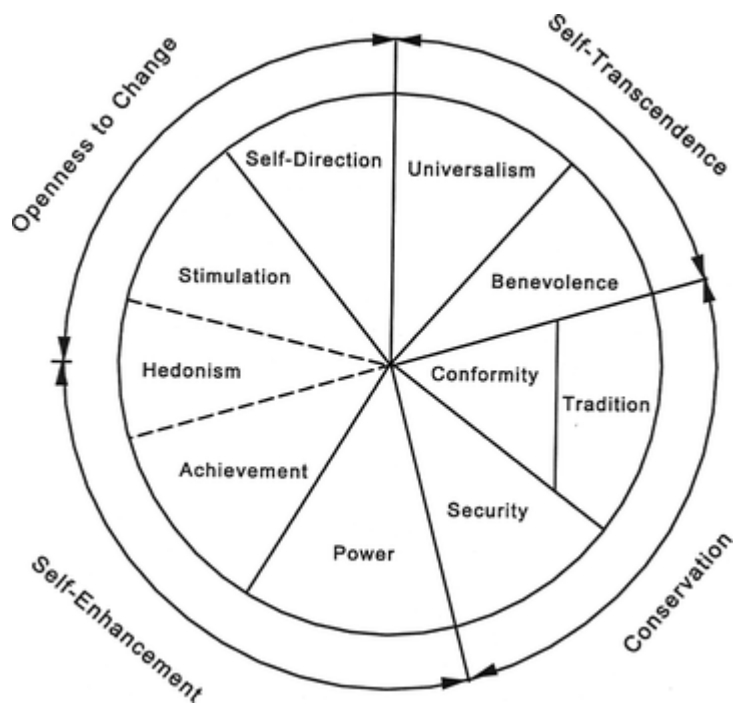 Openness to Change
Self-Transcendence
Self-Direction
Universalism
Stimulation
Benevolence
Hedonism
Conformity
Tradition
Achievement
Security
Power
Self-Enhancement
Conservation